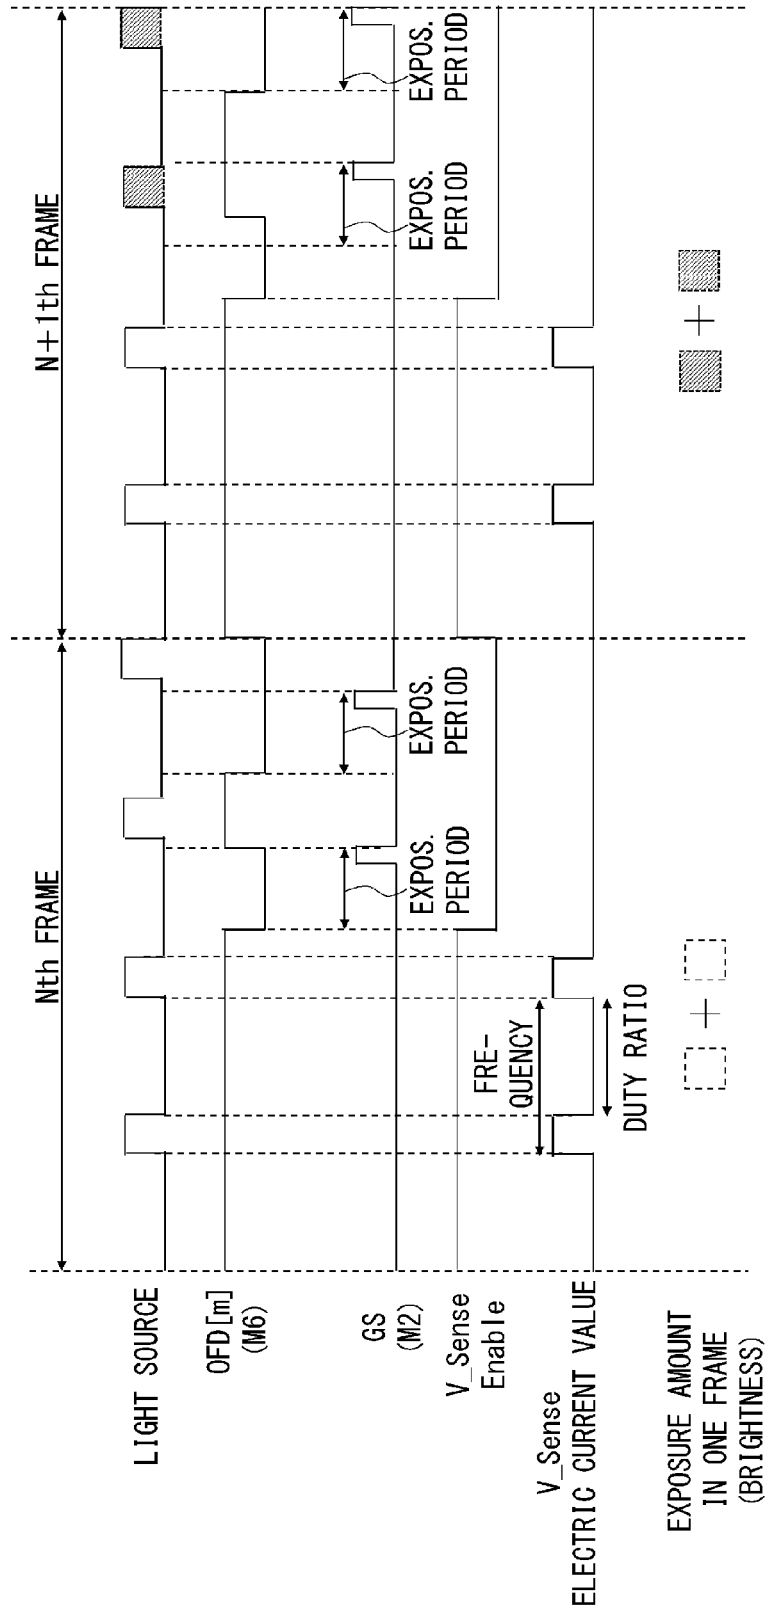 Nth FRAME
N+1th FRAME
LIGHT SOURCE
OFD[m]
(M6)
GS
(M2)
EXPOS.
PERIOD
EXPOS.
PERIOD
EXPOS.
PERIOD
EXPOS.
PERIOD
V_Sense
Enable
FRE-
QUENCY
V_Sense
ELECTRIC CURRENT VALUE
DUTY RATIO
EXPOSURE AMOUNT
IN ONE FRAME
(BRIGHTNESS)
+
+